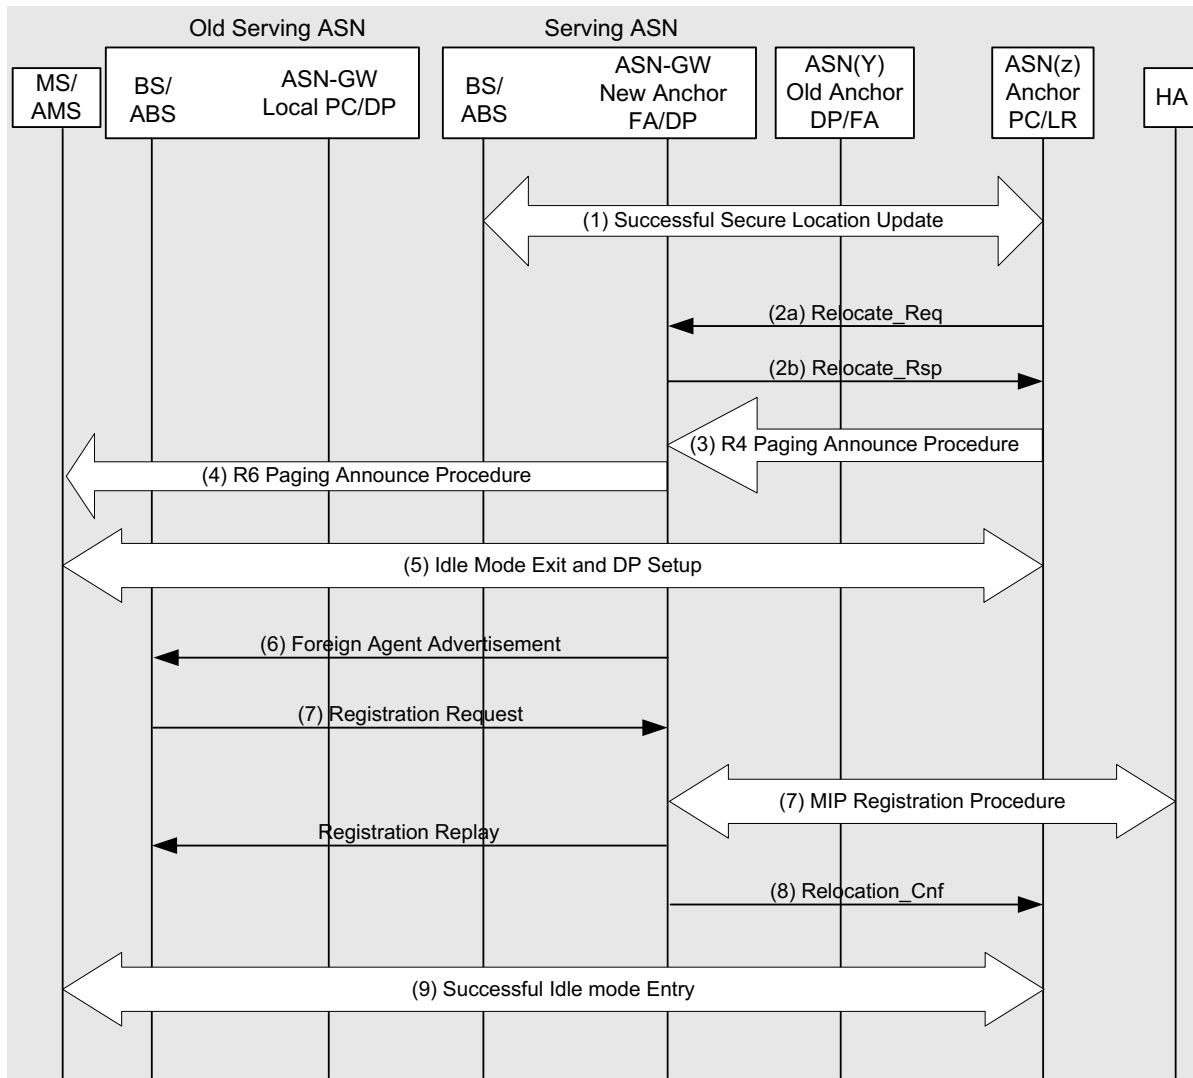 Old Serving ASN
Serving ASN
MS/
AMS
BS/
ABS
ASN-GW
Local PC/DP
BS/
ABS
ASN-GW
New Anchor
FA/DP
ASN(Y)
Old Anchor
DP/FA
ASN(z)
Anchor
PC/LR
HA
(1) Successful Secure Location Update
(2a) Relocate_Req
(2b) Relocate_Rsp
(3) R4 Paging Announce Procedure
(4) R6 Paging Announce Procedure
(5) Idle Mode Exit and DP Setup
(6) Foreign Agent Advertisement
(7) Registration Request
(7) MIP Registration Procedure
Registration Replay
(8) Relocation_Cnf
(9) Successful Idle mode Entry